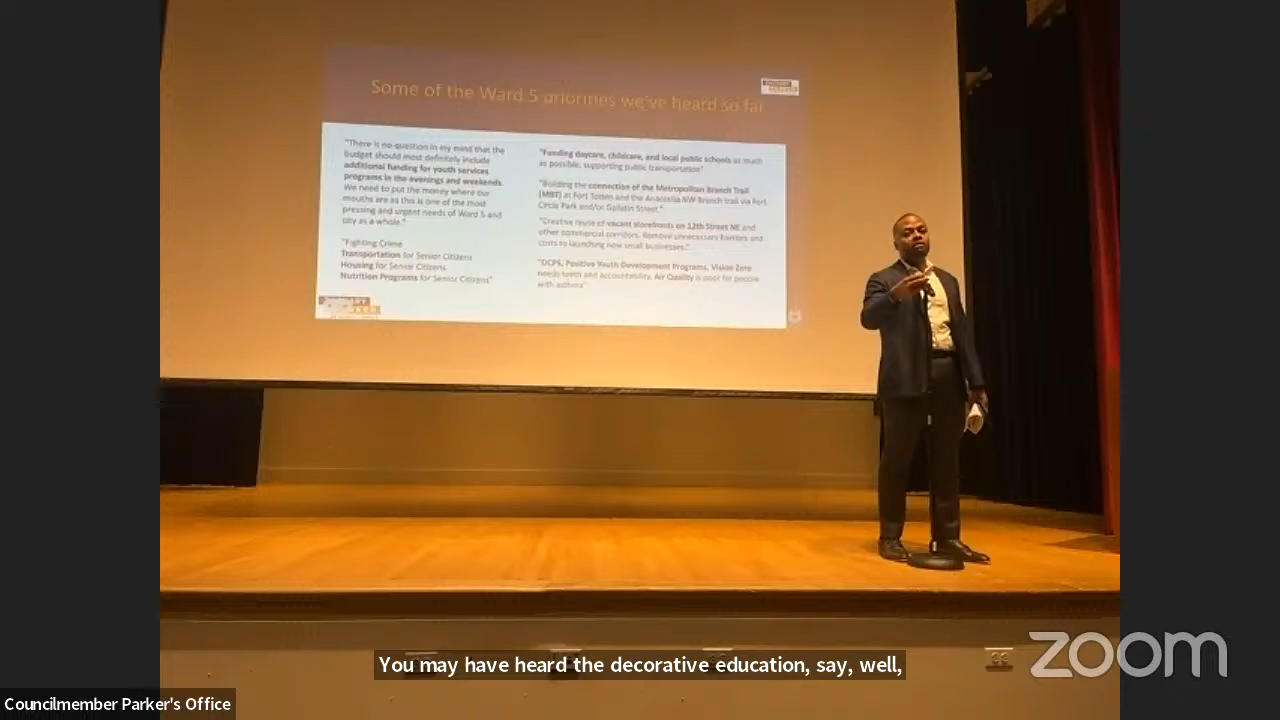 Some of the Ward 5 priorities we've heard so far
"There is no question in my mind that the
budget should most definitely include
additional funding for youth services
programs in the evenings and weekends.
We need to put the money where our
mouths are as this is one of the most
pressing and urgent needs of Ward 5 and
city as a whole."
"Fighting Crime
Transportation for Senior Citizens
Housing for Senior Citizens
Nutrition Programs for Senior Citizens"
"Funding daycare, childcare, and local public schools as much
as possible, supporting public transportation"
"Building the connection of the Metropolitan Branch Trail
(MBT) at Fort Totten and the Anacostia NW Branch trail via Fort
Circle Park and/or Gallatin Street."
"Creative reuse of vacant storefronts on 12th Street NE and
other commercial corridors. Remove unnecessary barriers and
costs to launching new small businesses."
"DCPS, Positive Youth Development Programs, Vision Zero
needs teeth and accountability, Air Quality is poor for people
with asthma"
You may have heard the decorative education, say, well,
zoom
Councilmember Parker's Office